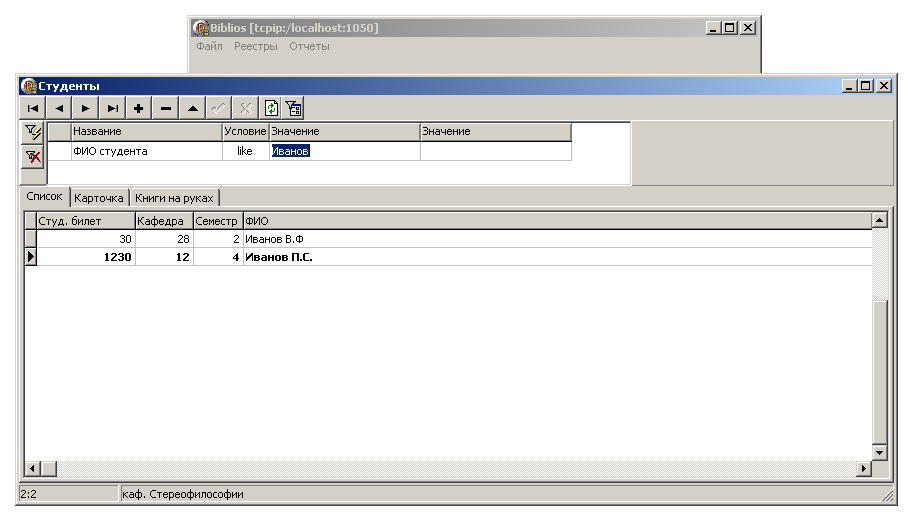 Biblios [tcpip:/localhost:1050]
Файл Реестры Отчеты
Студенты
Название Условие Значение Значение
ФИО студента like Иванов
Список Карточка Книги на руках
Студ. билет Кафедра Семестр ФИО
30 28 2 Иванов В.Ф
1230 12 4 Иванов П.С.
2:2 каф. Стереофилософии